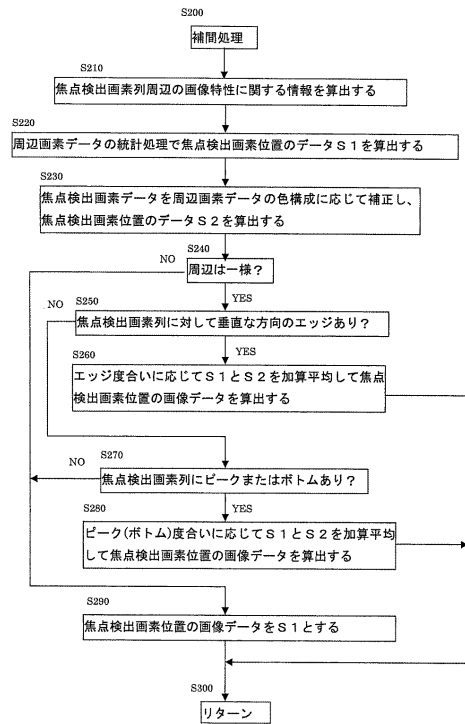 S200
補間処理
S210
焦点検出画素列周辺の画像特性に関する情報を算出する
S220
周辺画素データの統計処理で焦点検出画素位置のデータS1を算出する
S230
焦点検出画素データを周辺画素データの色構成に応じて補正し、
焦点検出画素位置のデータS2を算出する
S240
NO
周辺は一様？
YES
S250
NO
焦点検出画素列に対して垂直な方向のエッジあり？
YES
S260
エッジ度合いに応じてS1とS2を加算平均して焦点
検出画素位置の画像データを算出する
S270
NO
焦点検出画素列にピークまたはボトムあり？
YES
S280
ピーク(ボトム)度合いに応じてS1とS2を加算平均
して焦点検出画素位置の画像データを算出する
S290
焦点検出画素位置の画像データをS1とする
S300
リターン